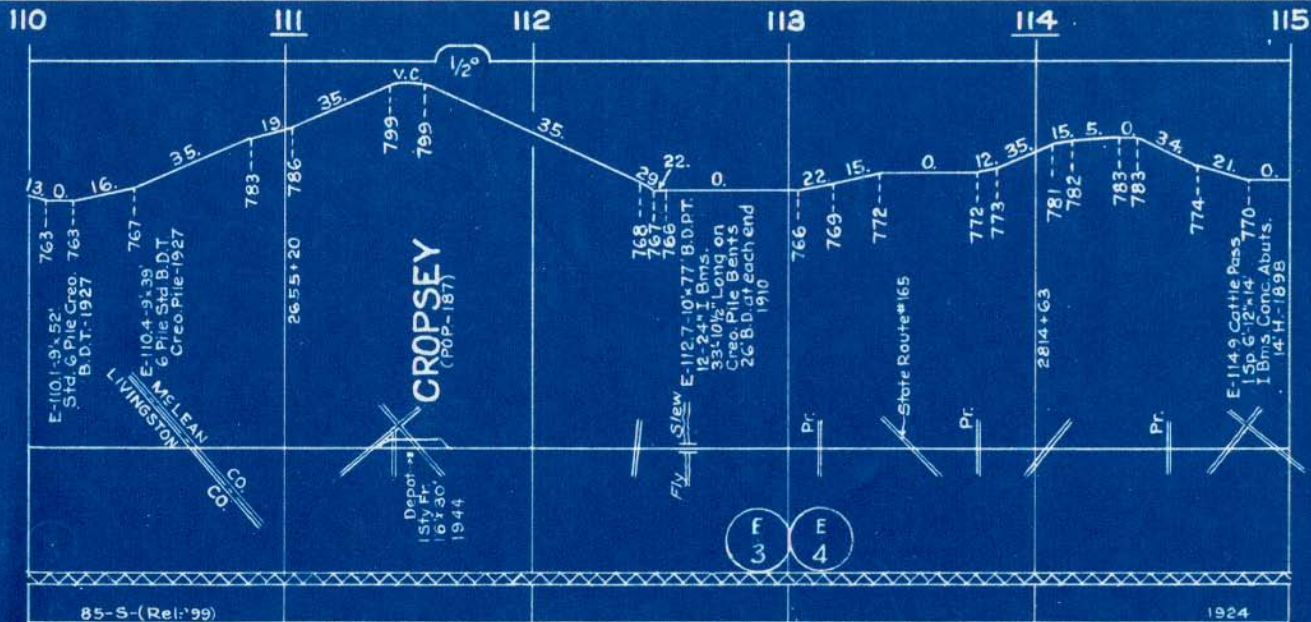 110 111 112 113 114 115
1/2°
V.C.
13. 0. 16. 35. 19. 35. 35. 29. 22. 0. 22. 15. 0. 12. 35. 15. 5. 0. 34. 21. 0.
763 763 767 783 786 799 799 768 767 766 766 769 772 772 773 781 782 783 783 774 770
E-110.1-9'x52'
Std. 6 Pile Creo.
B.D.T.-1927
E-110.4-9'x39'
6 Pile Std B.D.T.
Creo. Pile-1927
2655+20
CROPSEY
(POP-187)
E-112.7-10'x77' B.D.P.T.
12-24" I Bms.
33'-10½" Long on
Creo. Pile Bents
26' B.D. at each end
1910
State Route #165
2814+63
E-114.9 Cattle Pass
1 Sp 6'-12"x14'
I Bms Conc. Abuts.
14'H.-1898
McLEAN CO.
LIVINGSTON CO.
Depot
1 Sty Fr.
16'x30'
1944
Fly Slew
Pr.
Pr.
Pr.
E
3
E
4
85-S-(Rel.-'99)
1924